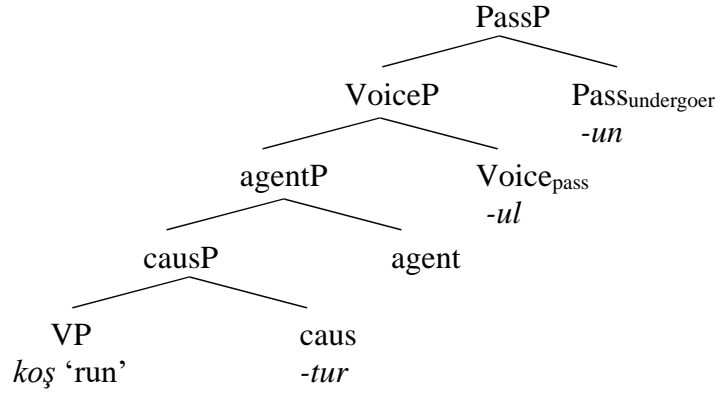 PassP
VoiceP Passundergoer
-un
agentP Voicepass
-ul
causP agent
VP caus
koş ‘run’ -tur